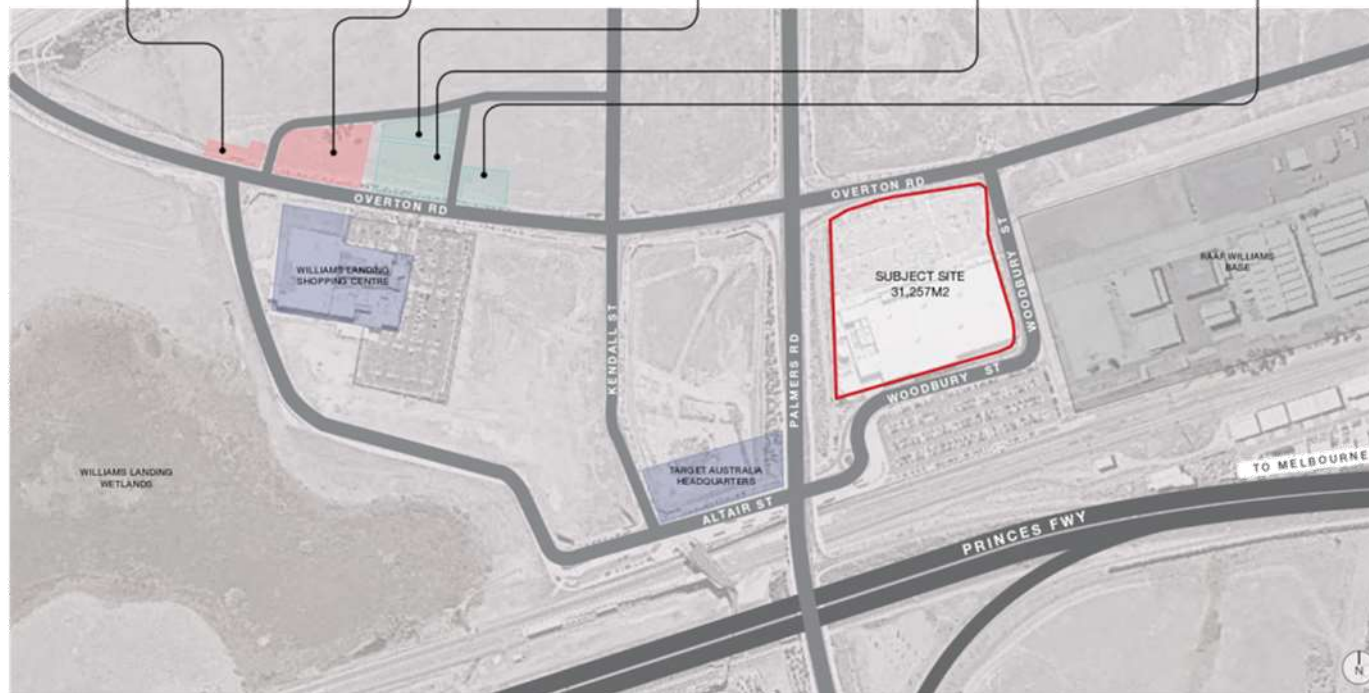 OVERTON RD
OVERTON RD
WOODBURY ST
WILLIAMS LANDING
SHOPPING CENTRE
SUBJECT SITE
31,257M2
RAAF WILLIAMS
BASE
KENDALL ST
PALMERS RD
WOODBURY ST
WILLIAMS LANDING
WETLANDS
TARGET AUSTRALIA
HEADQUARTERS
TO MELBOURNE
ALTAIR ST
PRINCES FWY
N